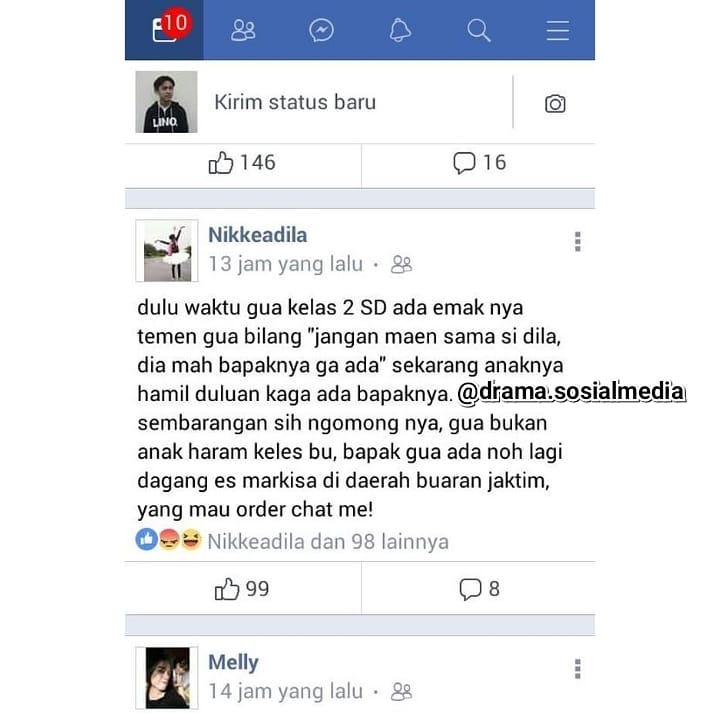 10
LINO
Kirim status baru
146
16
Nikkeadila
13 jam yang lalu ·
dulu waktu gua kelas 2 SD ada emak nya
temen gua bilang "jangan maen sama si dila,
dia mah bapaknya ga ada" sekarang anaknya
hamil duluan kaga ada bapaknya.
@drama.sosialmedia
sembarangan sih ngomong nya, gua bukan
anak haram keles bu, bapak gua ada noh lagi
dagang es markisa di daerah buaran jaktim,
yang mau order chat me!
Nikkeadila dan 98 lainnya
99
8
Melly
14 jam yang lalu ·